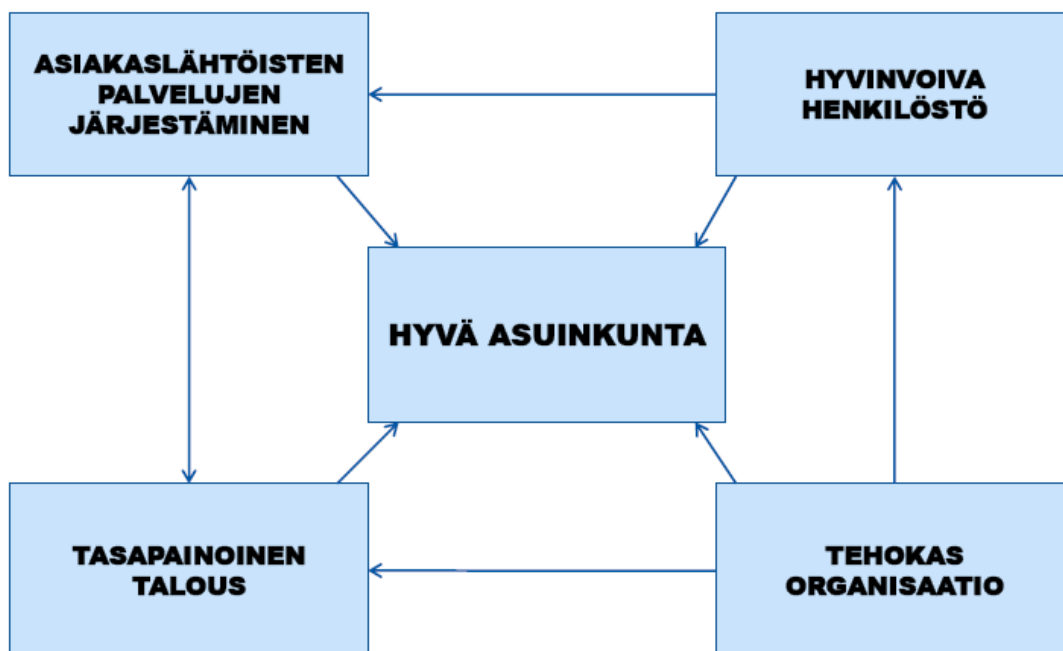 ASIAKASLÄHTÖISTEN
PALVELUJEN
JÄRJESTÄMINEN
HYVINVOIVA
HENKILÖSTÖ
HYVÄ ASUINKUNTA
TASAPAINOINEN
TALOUS
TEHOKAS
ORGANISAATIO